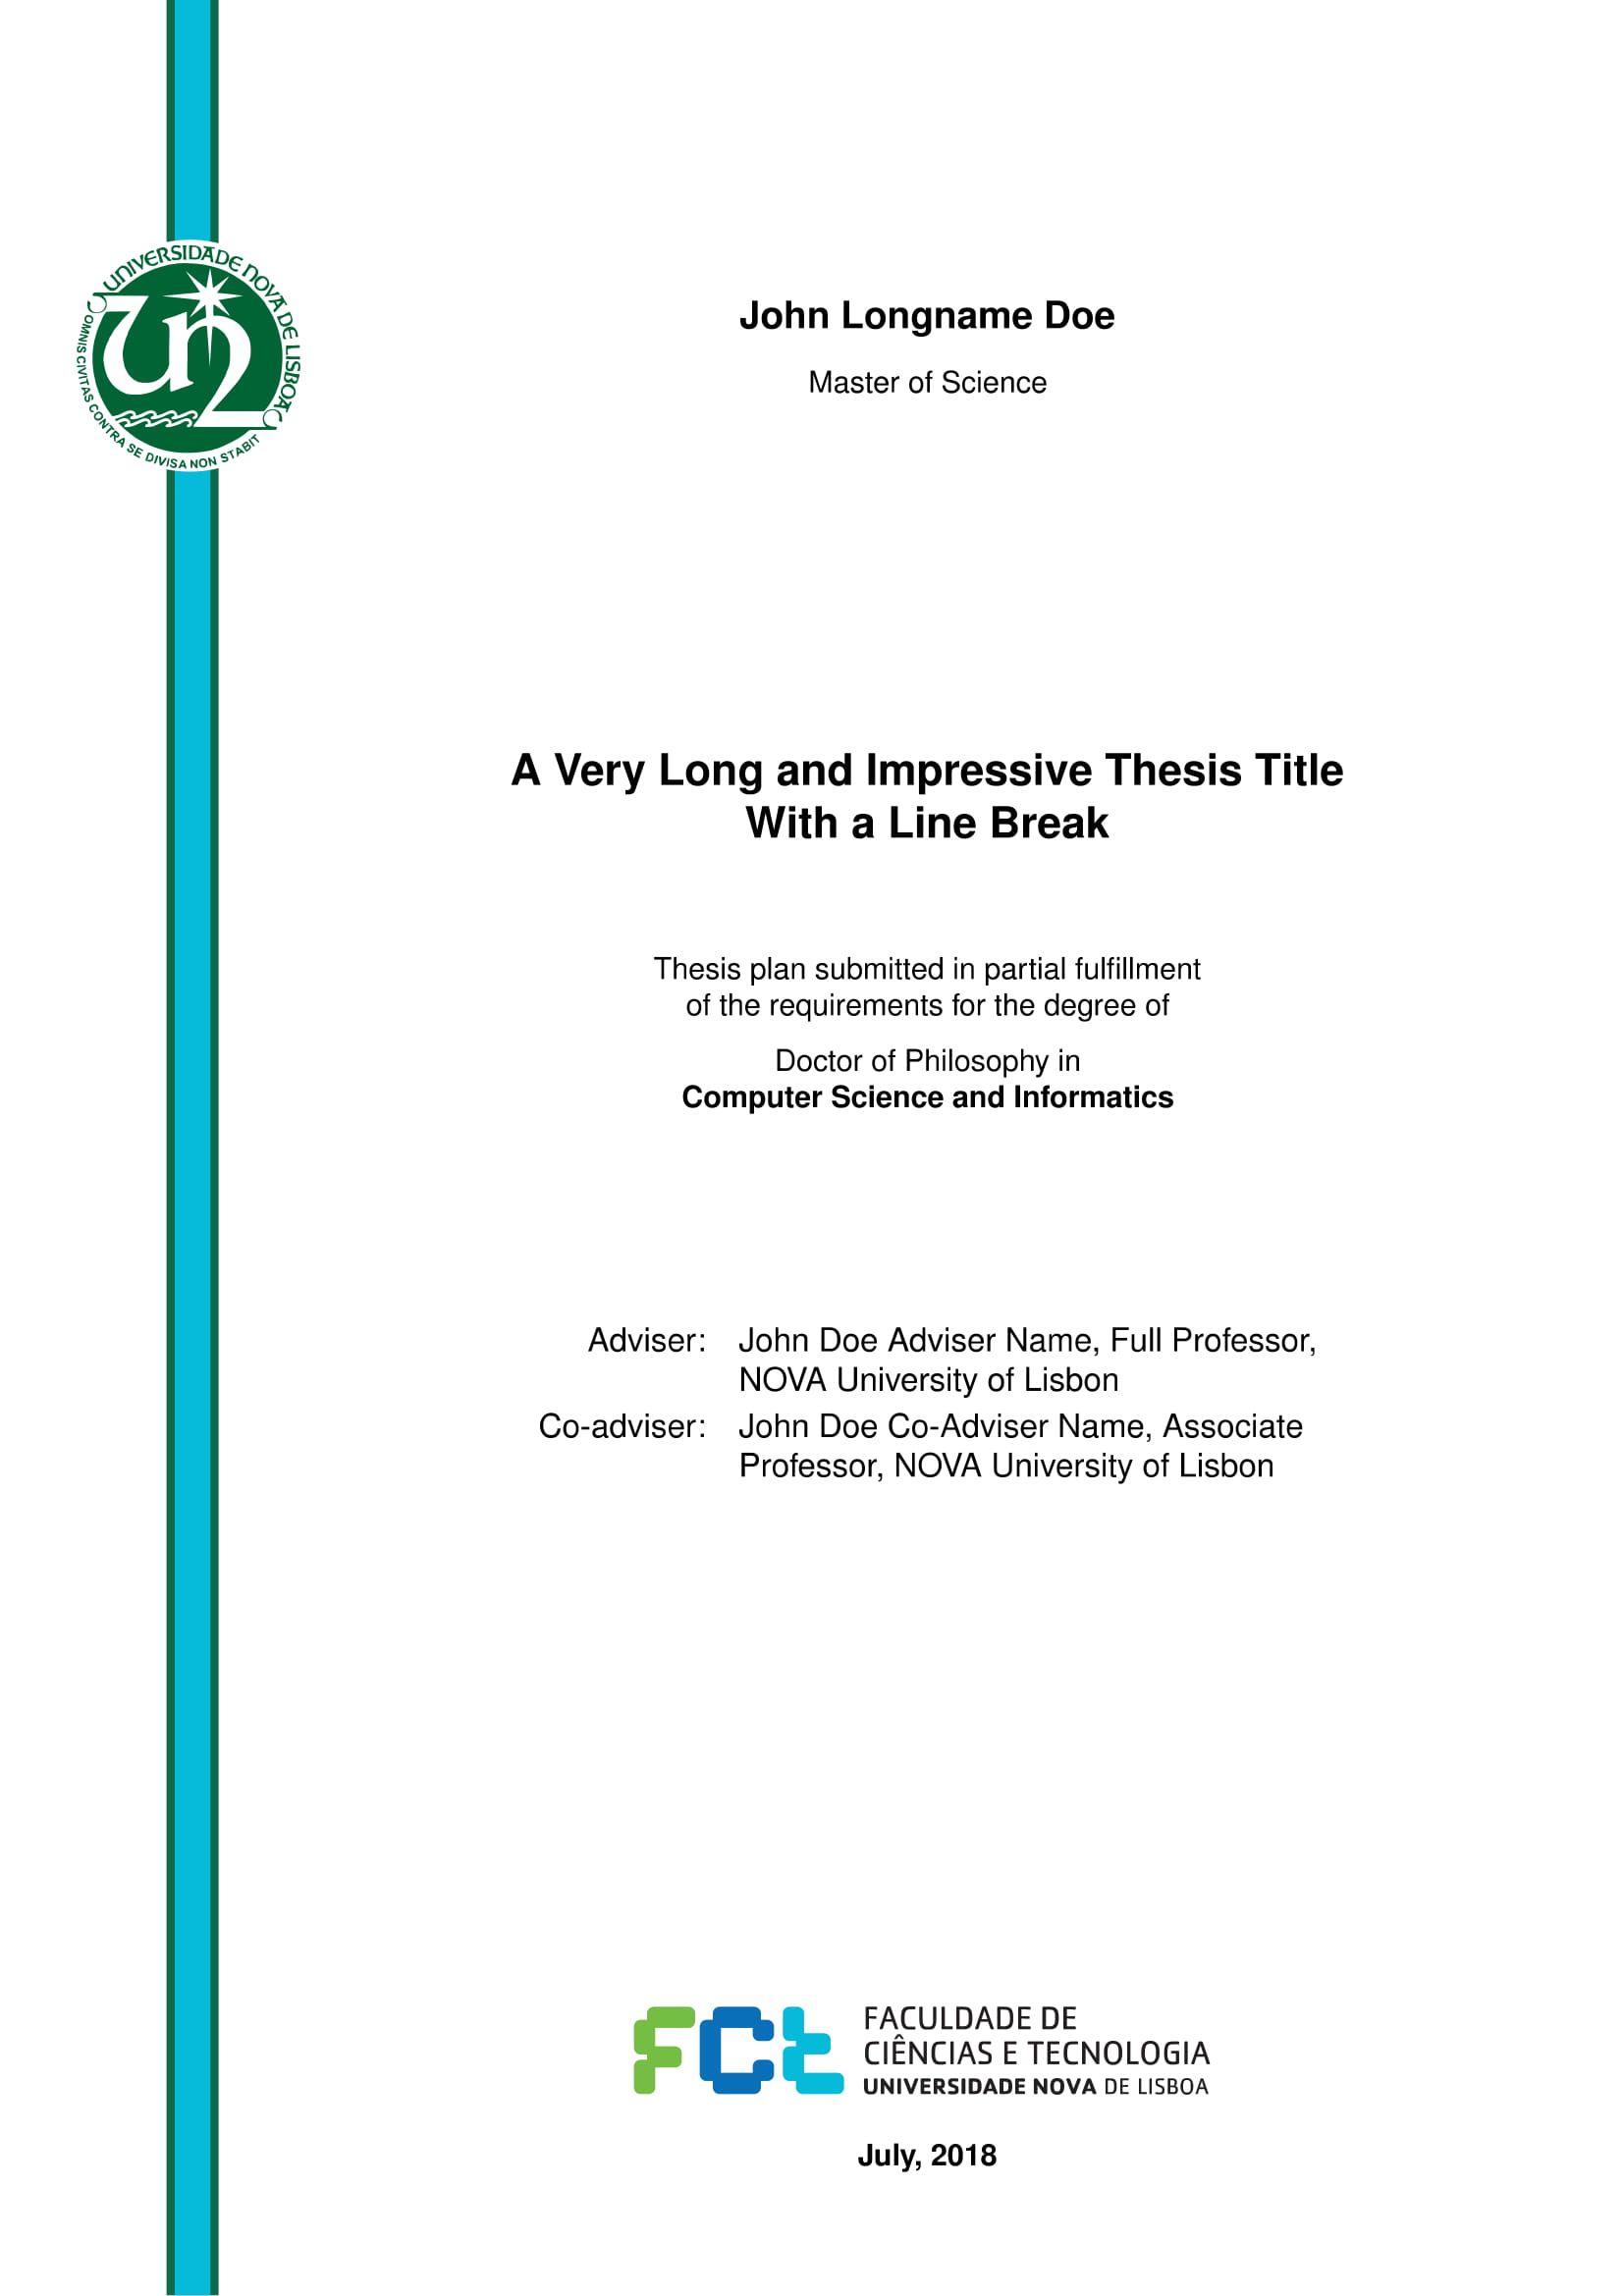 UNIVERSIDADE NOVA DE LISBOA
OMNIS CIVITAS CONTRA SE DIVISA NON STABIT
John Longname Doe
Master of Science
A Very Long and Impressive Thesis Title
With a Line Break
Thesis plan submitted in partial fulfillment
of the requirements for the degree of
Doctor of Philosophy in
Computer Science and Informatics
Adviser: John Doe Adviser Name, Full Professor,
NOVA University of Lisbon
Co-adviser: John Doe Co-Adviser Name, Associate
Professor, NOVA University of Lisbon
FCt
FACULDADE DE
CIÊNCIAS E TECNOLOGIA
UNIVERSIDADE NOVA DE LISBOA
July, 2018